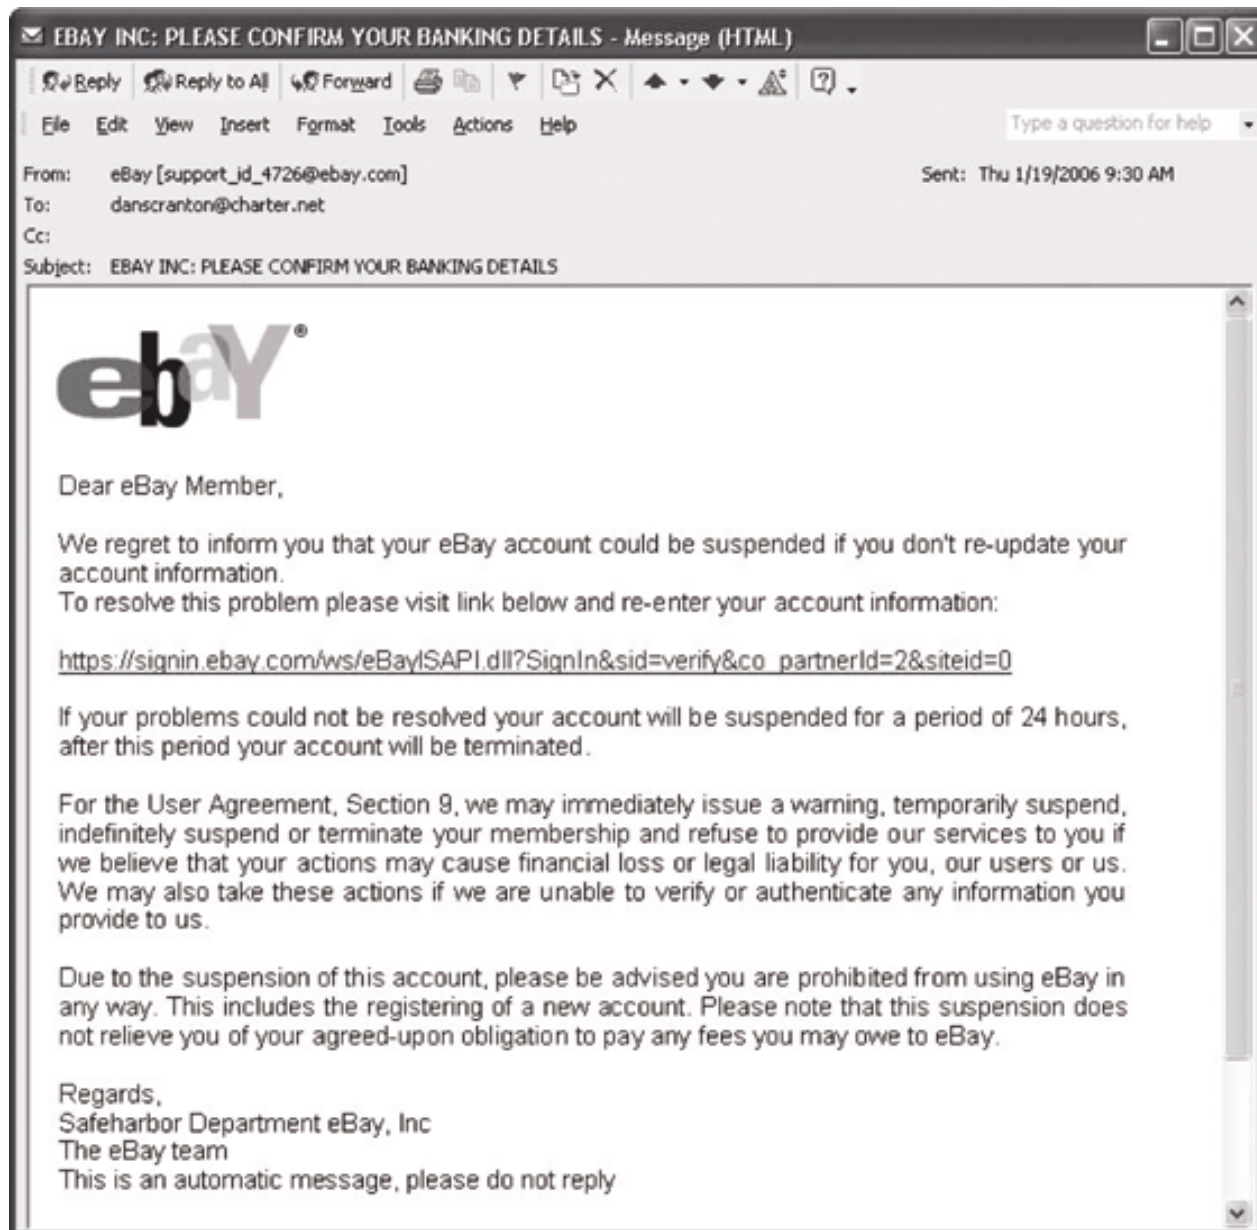 EBAY INC: PLEASE CONFIRM YOUR BANKING DETAILS - Message (HTML)
Reply Reply to All Forward
File Edit View Insert Format Tools Actions Help Type a question for help
From: eBay [support_id_4726@ebay.com] Sent: Thu 1/19/2006 9:30 AM
To: danscranton@charter.net
Cc:
Subject: EBAY INC: PLEASE CONFIRM YOUR BANKING DETAILS
ebaY®
Dear eBay Member,
We regret to inform you that your eBay account could be suspended if you don't re-update your
account information.
To resolve this problem please visit link below and re-enter your account information:
https://signin.ebay.com/ws/eBayISAPI.dll?SignIn&sid=verify&co_partnerId=2&siteid=0
If your problems could not be resolved your account will be suspended for a period of 24 hours,
after this period your account will be terminated.
For the User Agreement, Section 9, we may immediately issue a warning, temporarily suspend,
indefinitely suspend or terminate your membership and refuse to provide our services to you if
we believe that your actions may cause financial loss or legal liability for you, our users or us.
We may also take these actions if we are unable to verify or authenticate any information you
provide to us.
Due to the suspension of this account, please be advised you are prohibited from using eBay in
any way. This includes the registering of a new account. Please note that this suspension does
not relieve you of your agreed-upon obligation to pay any fees you may owe to eBay.
Regards,
Safeharbor Department eBay, Inc
The eBay team
This is an automatic message, please do not reply